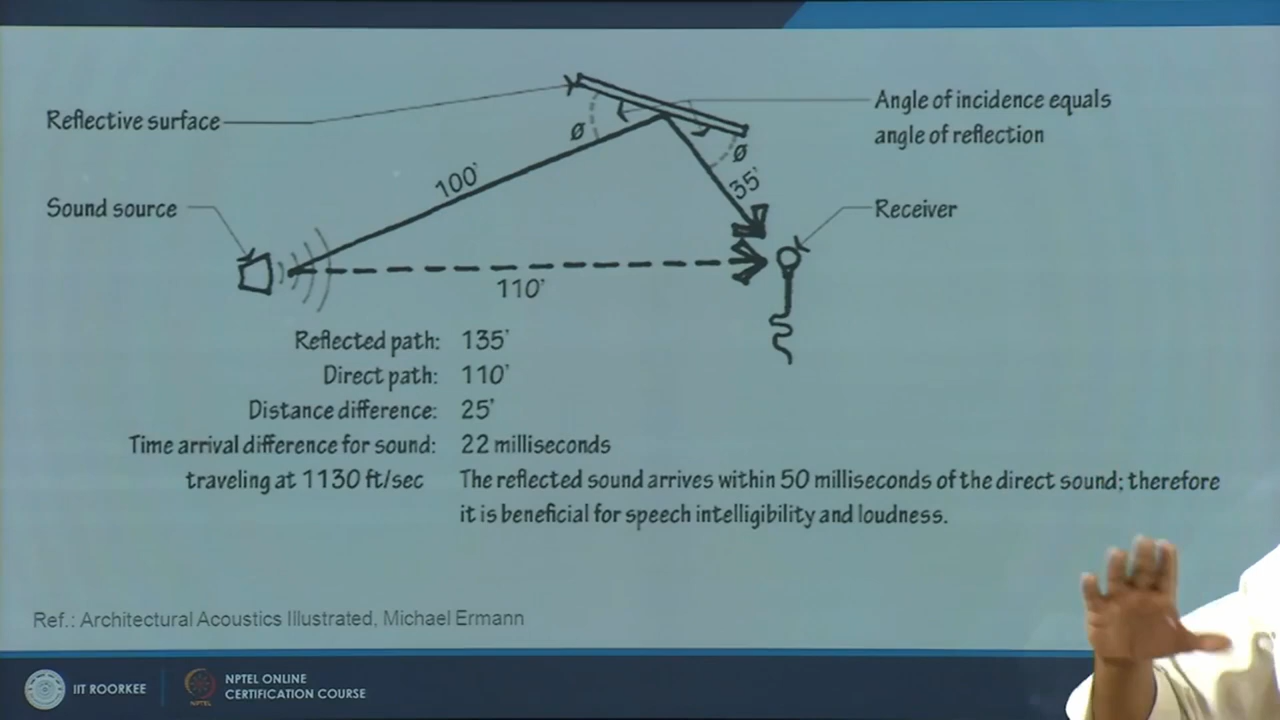 Reflective surface
Angle of incidence equals
angle of reflection
ø
ø
100'
35'
Sound source
Receiver
110'
Reflected path: 135'
Direct path: 110'
Distance difference: 25'
Time arrival difference for sound: 22 milliseconds
traveling at 1130 ft/sec The reflected sound arrives within 50 milliseconds of the direct sound; therefore
it is beneficial for speech intelligibility and loudness.
Ref.: Architectural Acoustics Illustrated, Michael Ermann
IIT ROORKEE
NPTEL
NPTEL ONLINE
CERTIFICATION COURSE